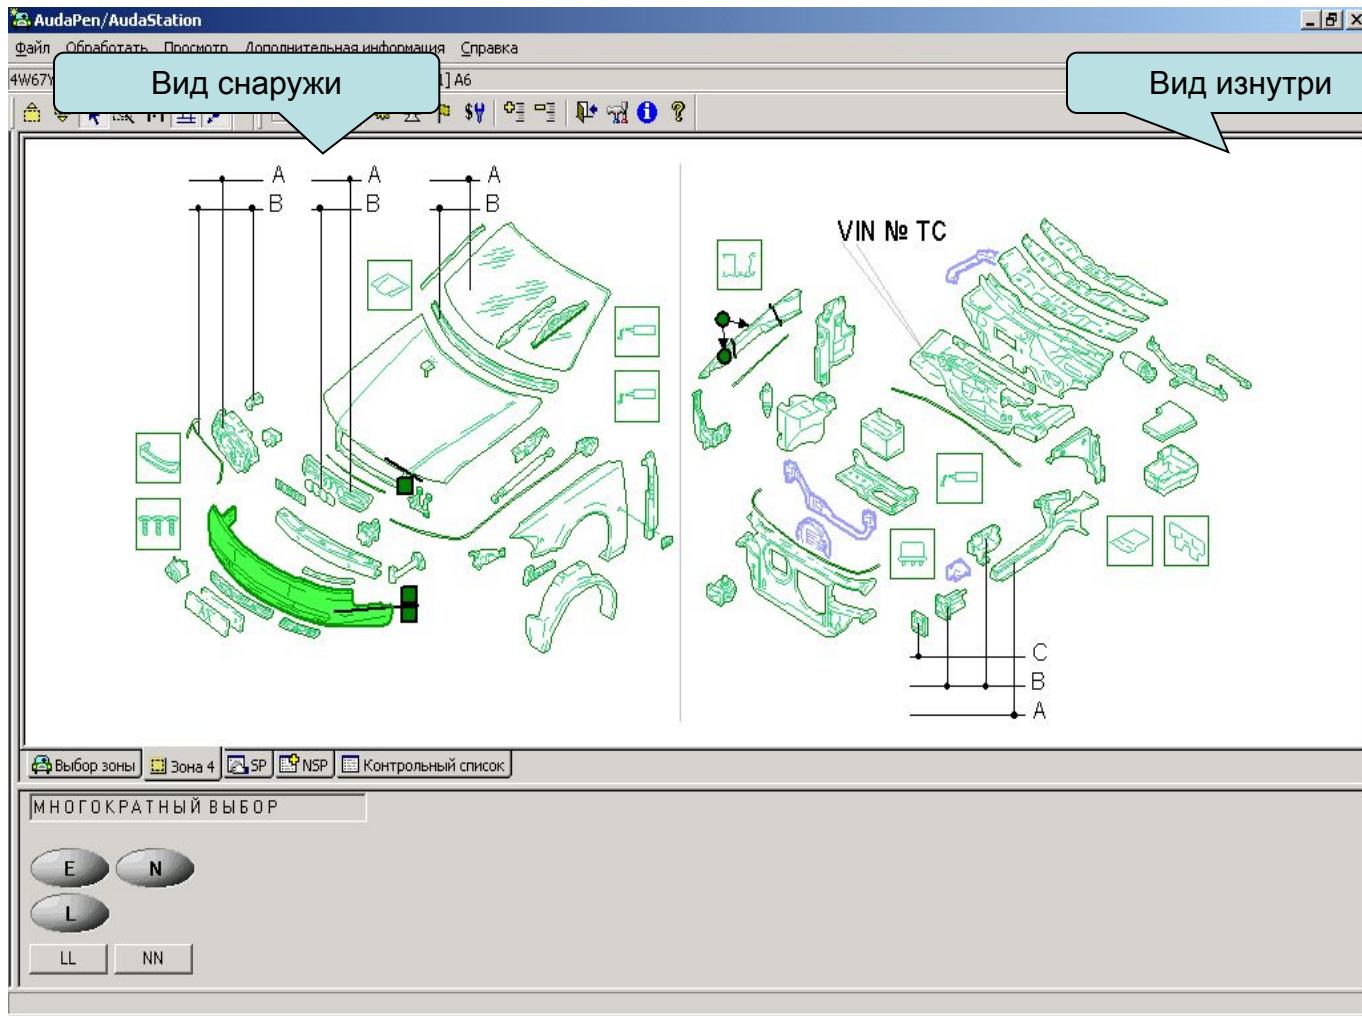 AudaPen/AudaStation
Файл Обработать Просмотр Дополнительная информация Справка
Вид снаружи
Вид изнутри
4W67Y
] A6
A A A
B B B
VIN № ТС
C
B
A
Выбор зоны Зона 4 SP NSP Контрольный список
МНОГОКРАТНЫЙ ВЫБОР
E N
L
LL NN